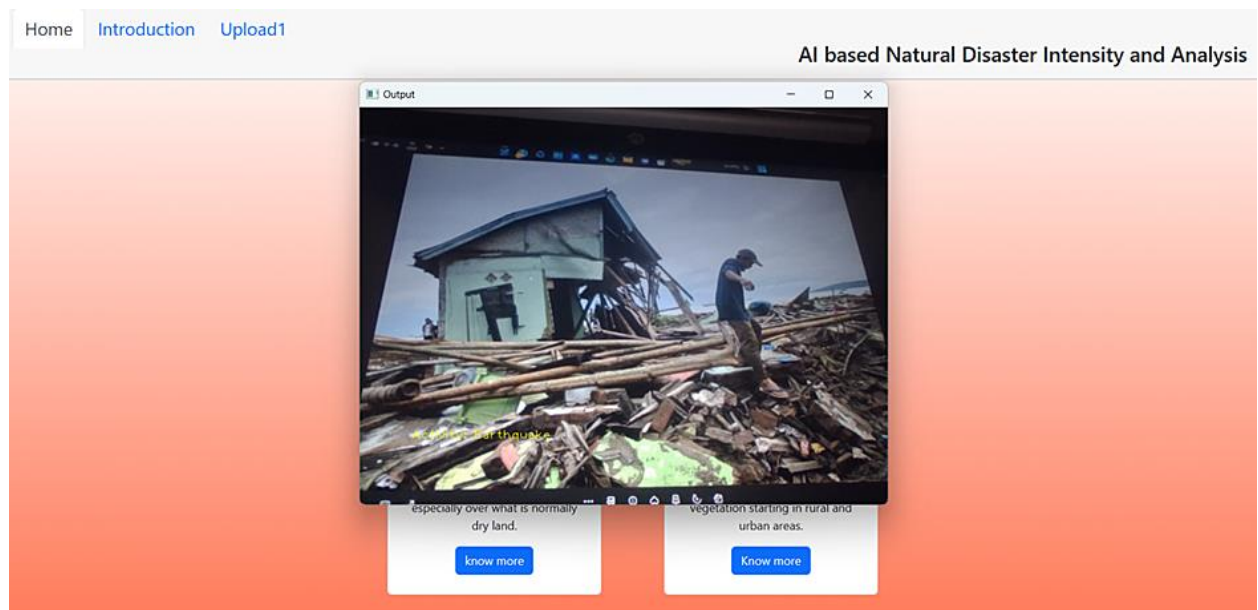 Home Introduction Upload1
AI based Natural Disaster Intensity and Analysis
Output
Earthquake
especially over what is normally
dry land.
know more
vegetation starting in rural and
urban areas.
Know more